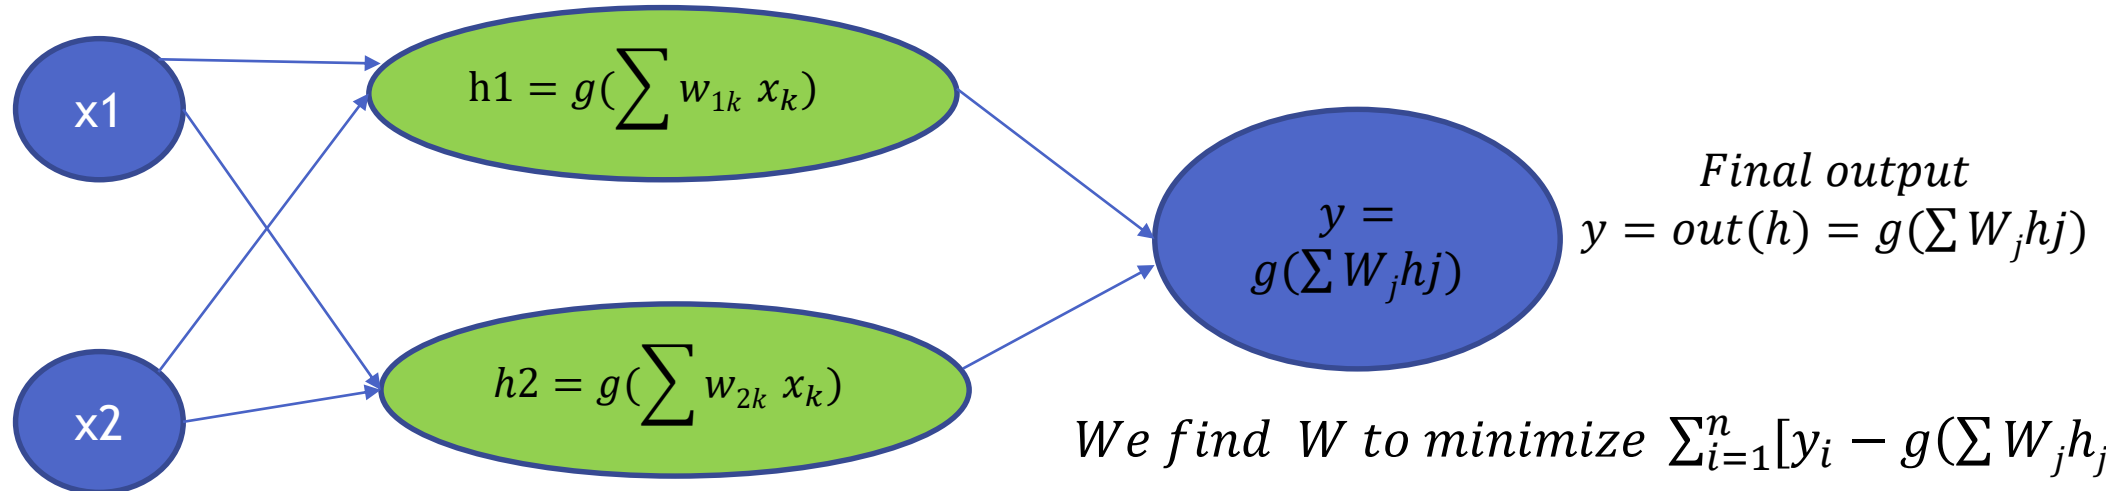 x1
h1 = g(∑ w₁ₖ xₖ)
x2
h2 = g(∑ w₂ₖ xₖ)
y =
g(∑ Wⱼhj)
Final output
y = out(h) = g(∑ Wⱼhj)
We find W to minimize ∑ⁿᵢ₌₁[yᵢ − g(∑ Wⱼhⱼ